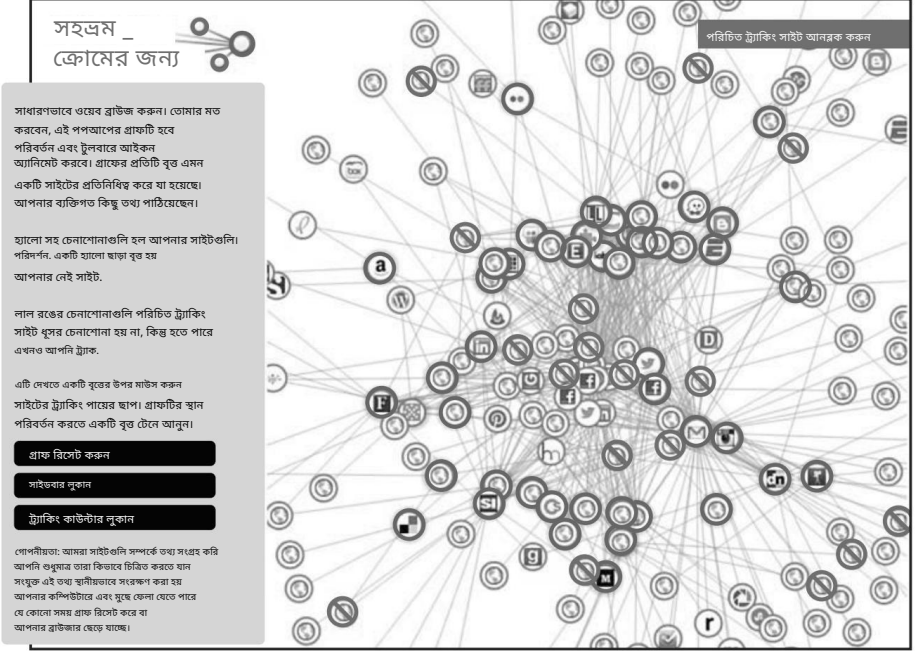 সহভ্রম _
ক্রোমের জন্য
পরিচিত ট্র্যাকিং সাইট আনব্লক করুন
সাধারণভাবে ওয়েব ব্রাউজ করুন। তোমার মত
করবেন, এই পপআপের গ্রাফটি হবে
পরিবর্তন এবং টুলবারে আইকন
অ্যানিমেট করবে। গ্রাফের প্রতিটি বৃত্ত এমন
একটি সাইটের প্রতিনিধিত্ব করে যা হয়েছে।
আপনার ব্যক্তিগত কিছু তথ্য পাঠিয়েছেন।
হ্যালো সহ চেনাশোনাগুলি হল আপনার সাইটগুলি।
পরিদর্শন. একটি হ্যালো ছাড়া বৃত্ত হয়
আপনার নেই সাইট.
লাল রঙের চেনাশোনাগুলি পরিচিত ট্র্যাকিং
সাইট ধূসর চেনাশোনা হয় না, কিন্তু হতে পারে
এখনও আপনি ট্র্যাক.
এটি দেখতে একটি বৃত্তের উপর মাউস করুন
সাইটের ট্র্যাকিং পায়ের ছাপ। গ্রাফটির স্থান
পরিবর্তন করতে একটি বৃত্ত টেনে আনুন।
গ্রাফ রিসেট করুন
সাইডবার লুকান
ট্র্যাকিং কাউন্টার লুকান
গোপনীয়তা: আমরা সাইটগুলি সম্পর্কে তথ্য সংগ্রহ করি
আপনি শুধুমাত্র তারা কিভাবে চিত্রিত করতে যান
সংযুক্ত এই তথ্য স্থানীয়ভাবে সংরক্ষণ করা হয়
আপনার কম্পিউটারে এবং মুছে ফেলা যেতে পারে
যে কোনো সময় গ্রাফ রিসেট করে বা
আপনার ব্রাউজার ছেড়ে যাচ্ছে।